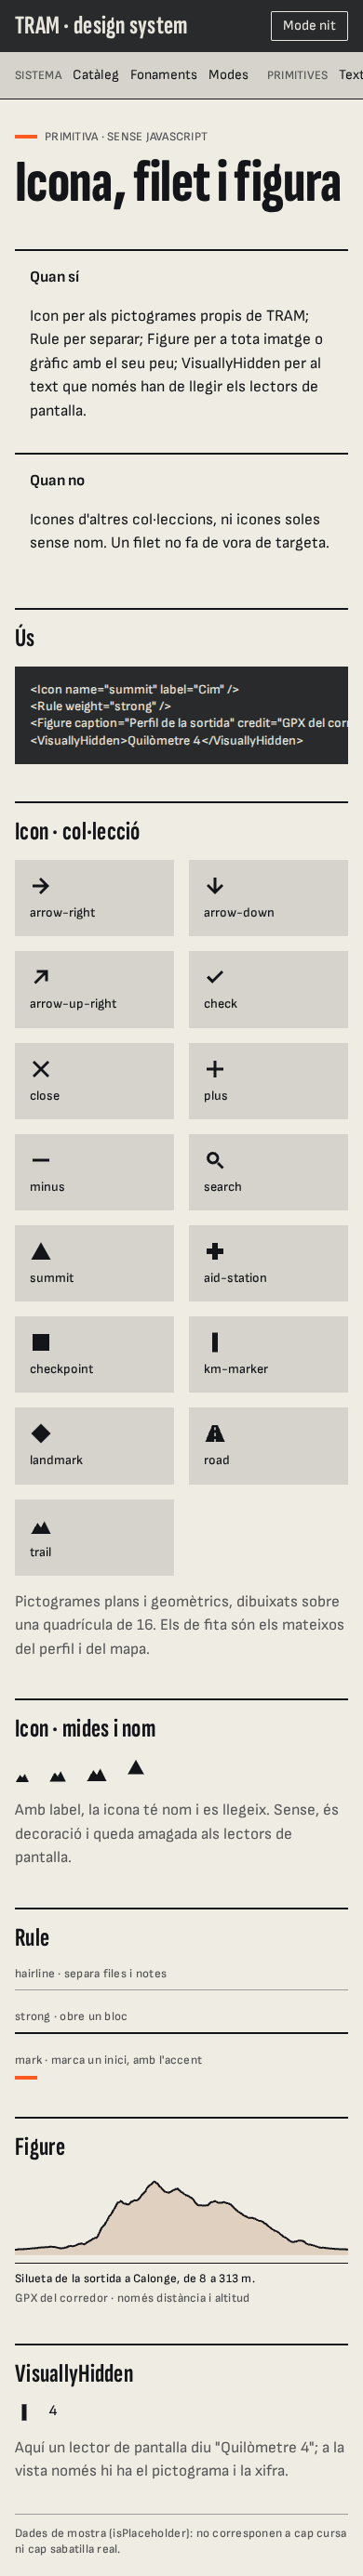 TRAM · design system
Mode nit
SISTEMA Catàleg Fonaments Modes PRIMITIVES Text
PRIMITIVA · SENSE JAVASCRIPT
Icona, filet i figura
Quan sí
Icon per als pictogrames propis de TRAM;
Rule per separar; Figure per a tota imatge o
gràfic amb el seu peu; VisuallyHidden per al
text que només han de llegir els lectors de
pantalla.
Quan no
Icones d'altres col·leccions, ni icones soles
sense nom. Un filet no fa de vora de targeta.
Ús
<Icon name="summit" label="Cim" />
<Rule weight="strong" />
<Figure caption="Perfil de la sortida" credit="GPX del corr
<VisuallyHidden>Quilòmetre 4</VisuallyHidden>
Icon · col·lecció
arrow-right
arrow-down
arrow-up-right
check
close
plus
minus
search
summit
aid-station
checkpoint
km-marker
landmark
road
trail
Pictogrames plans i geomètrics, dibuixats sobre
una quadrícula de 16. Els de fita són els mateixos
del perfil i del mapa.
Icon · mides i nom
Amb label, la icona té nom i es llegeix. Sense, és
decoració i queda amagada als lectors de
pantalla.
Rule
hairline · separa files i notes
strong · obre un bloc
mark · marca un inici, amb l'accent
Figure
Silueta de la sortida a Calonge, de 8 a 313 m.
GPX del corredor · només distància i altitud
VisuallyHidden
4
Aquí un lector de pantalla diu "Quilòmetre 4"; a la
vista només hi ha el pictograma i la xifra.
Dades de mostra (isPlaceholder): no corresponen a cap cursa
ni cap sabatilla real.